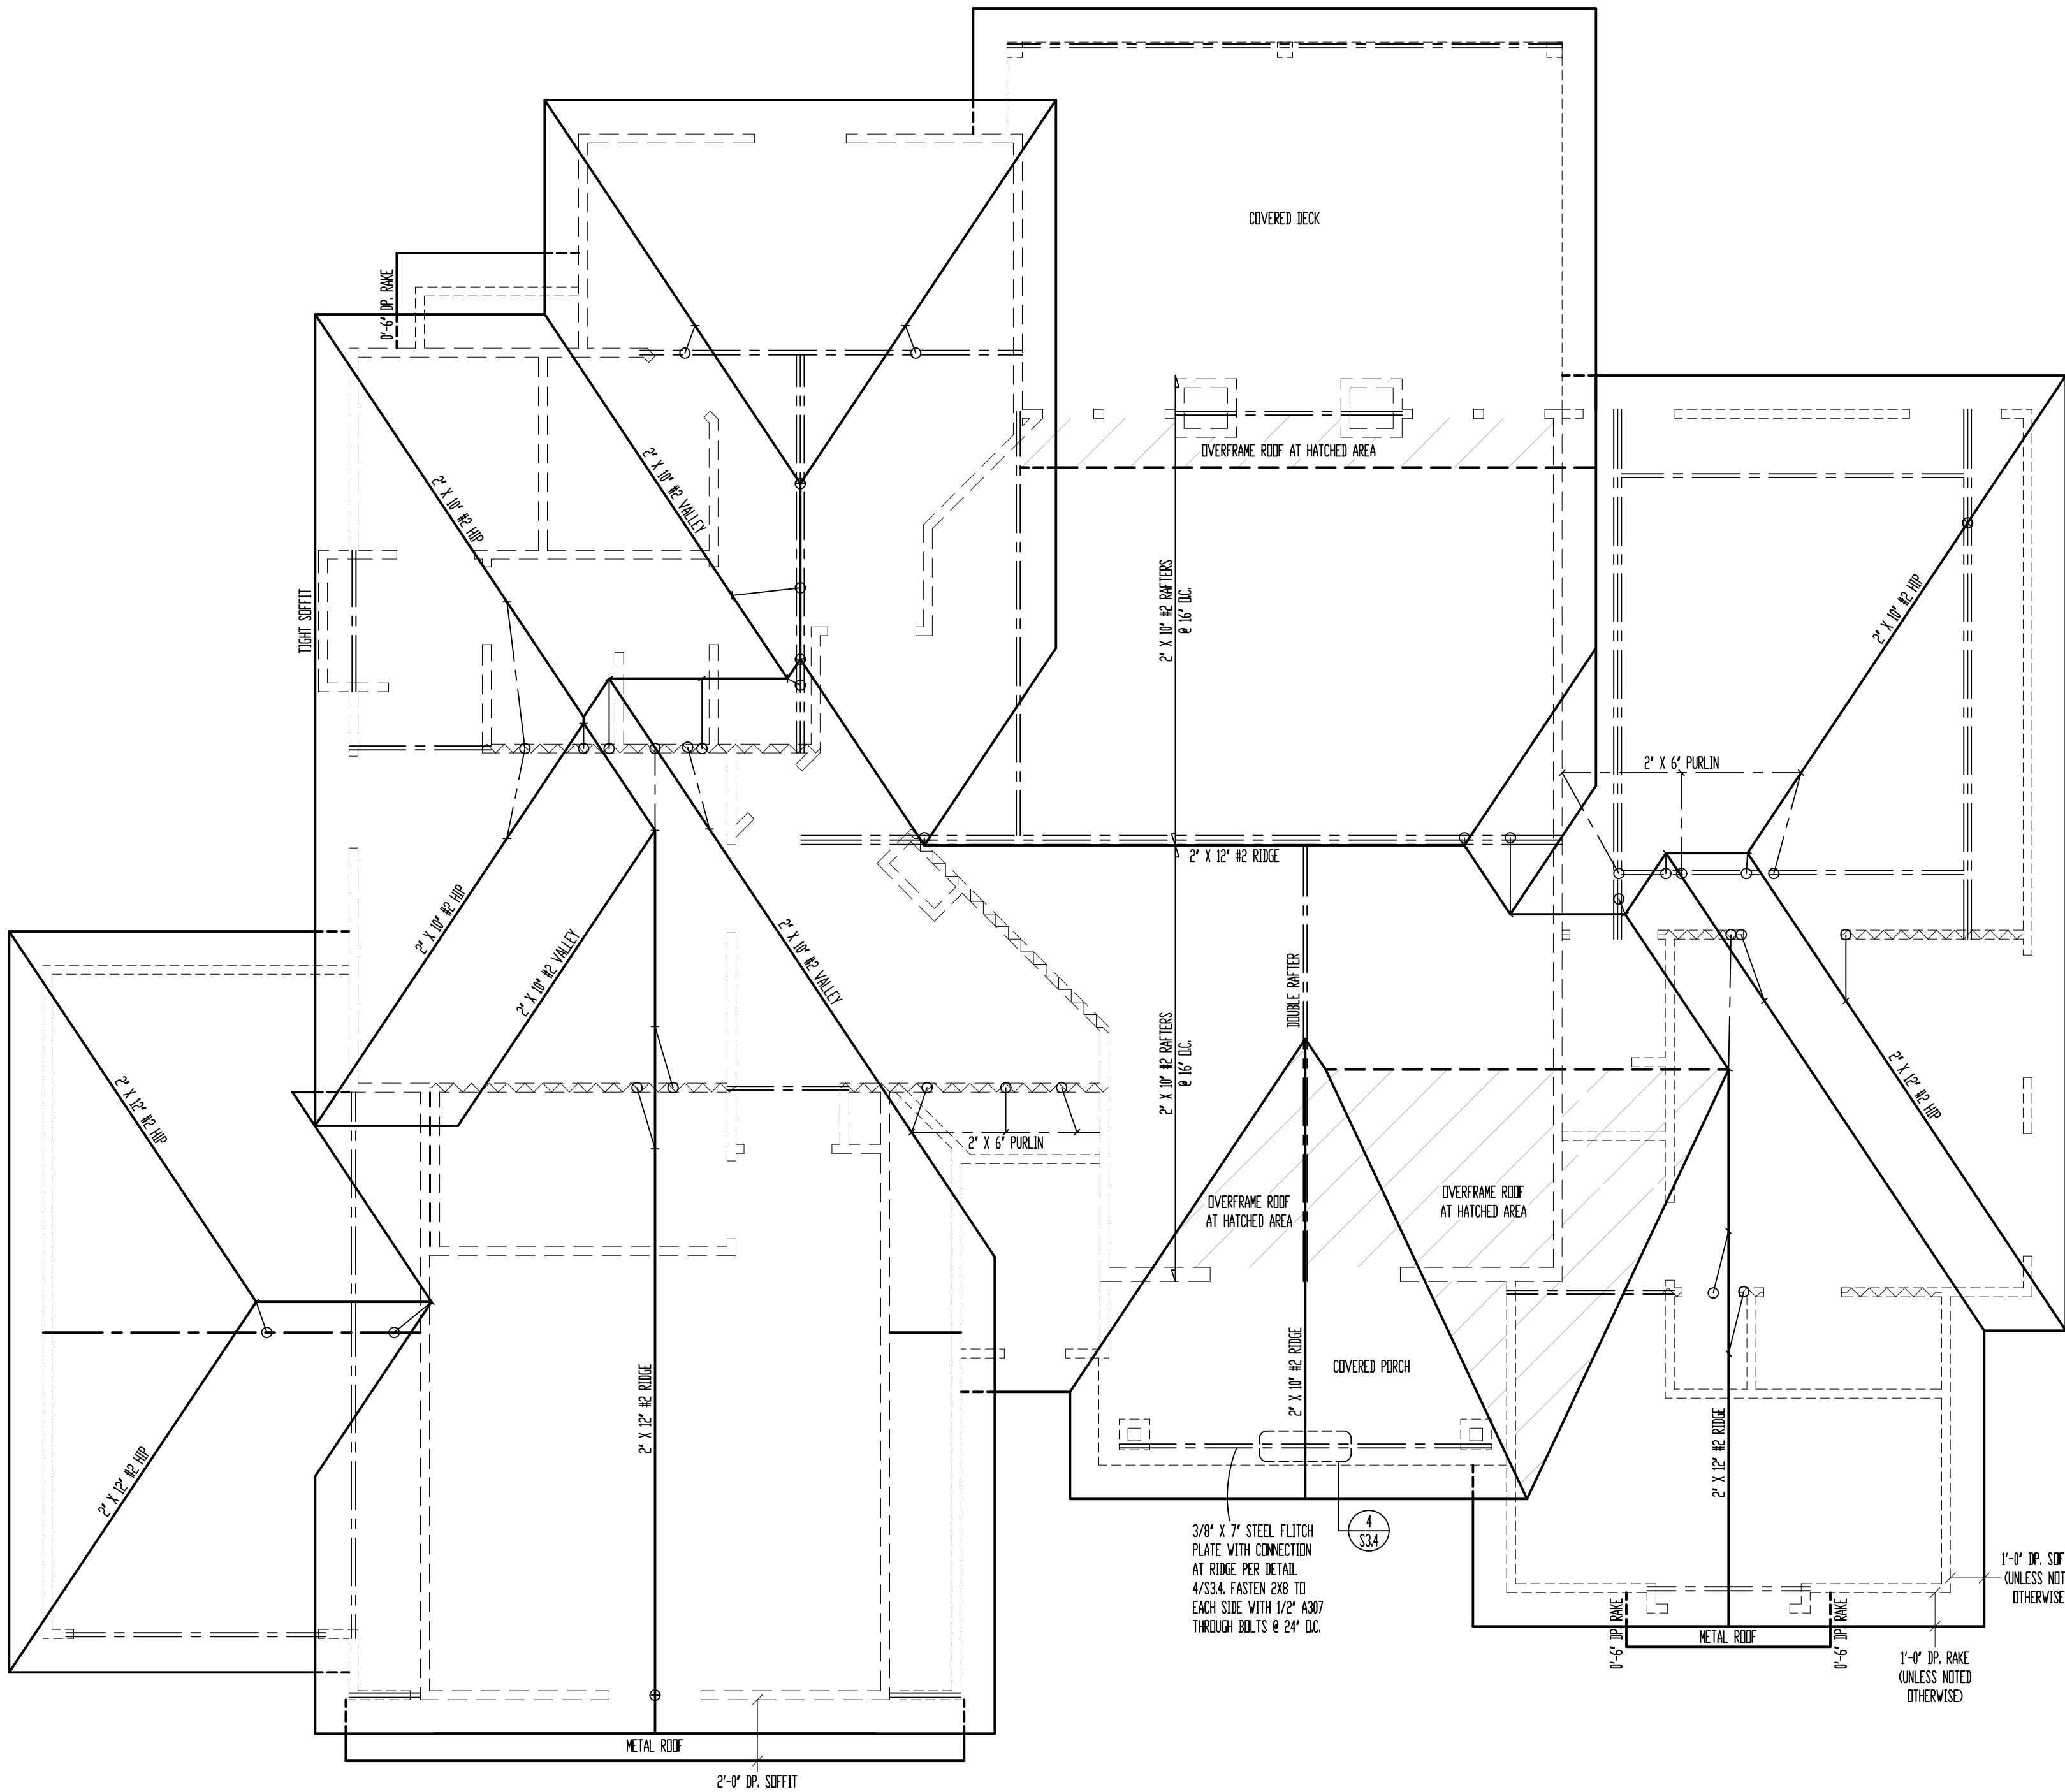 COVERED DECK
0'-6" DP. RAKE
OVERFRAME ROOF AT HATCHED AREA
2" X 10" #2 HIP
2" X 10" #2 VALLEY
TIGHT SOFFIT
2" X 10" #2 RAFTERS
@ 16" O.C.
2" X 10" #2 HIP
2" X 6" PURLIN
2" X 12" #2 RIDGE
2" X 10" #2 HIP
2" X 10" #2 VALLEY
2" X 10" #2 VALLEY
DOUBLE RAFTER
2" X 10" #2 RAFTERS
@ 16" O.C.
2" X 12" #2 HIP
2" X 12" #2 HIP
2" X 6" PURLIN
OVERFRAME ROOF
AT HATCHED AREA
OVERFRAME ROOF
AT HATCHED AREA
2" X 12" #2 RIDGE
2" X 10" #2 RIDGE
COVERED PORCH
2" X 12" #2 RIDGE
2" X 12" #2 HIP
3/8" X 7" STEEL FLITCH
PLATE WITH CONNECTION
AT RIDGE PER DETAIL
4/S3.4. FASTEN 2X8 TO
EACH SIDE WITH 1/2" A307
THROUGH BOLTS @ 24" O.C.
4
S3.4
1'-0" DP. SOF
(UNLESS NOT
OTHERWISE
0'-6" DP. RAKE
METAL ROOF
0'-6" DP. RAKE
1'-0" DP. RAKE
(UNLESS NOTED
OTHERWISE)
METAL ROOF
2'-0" DP. SOFFIT